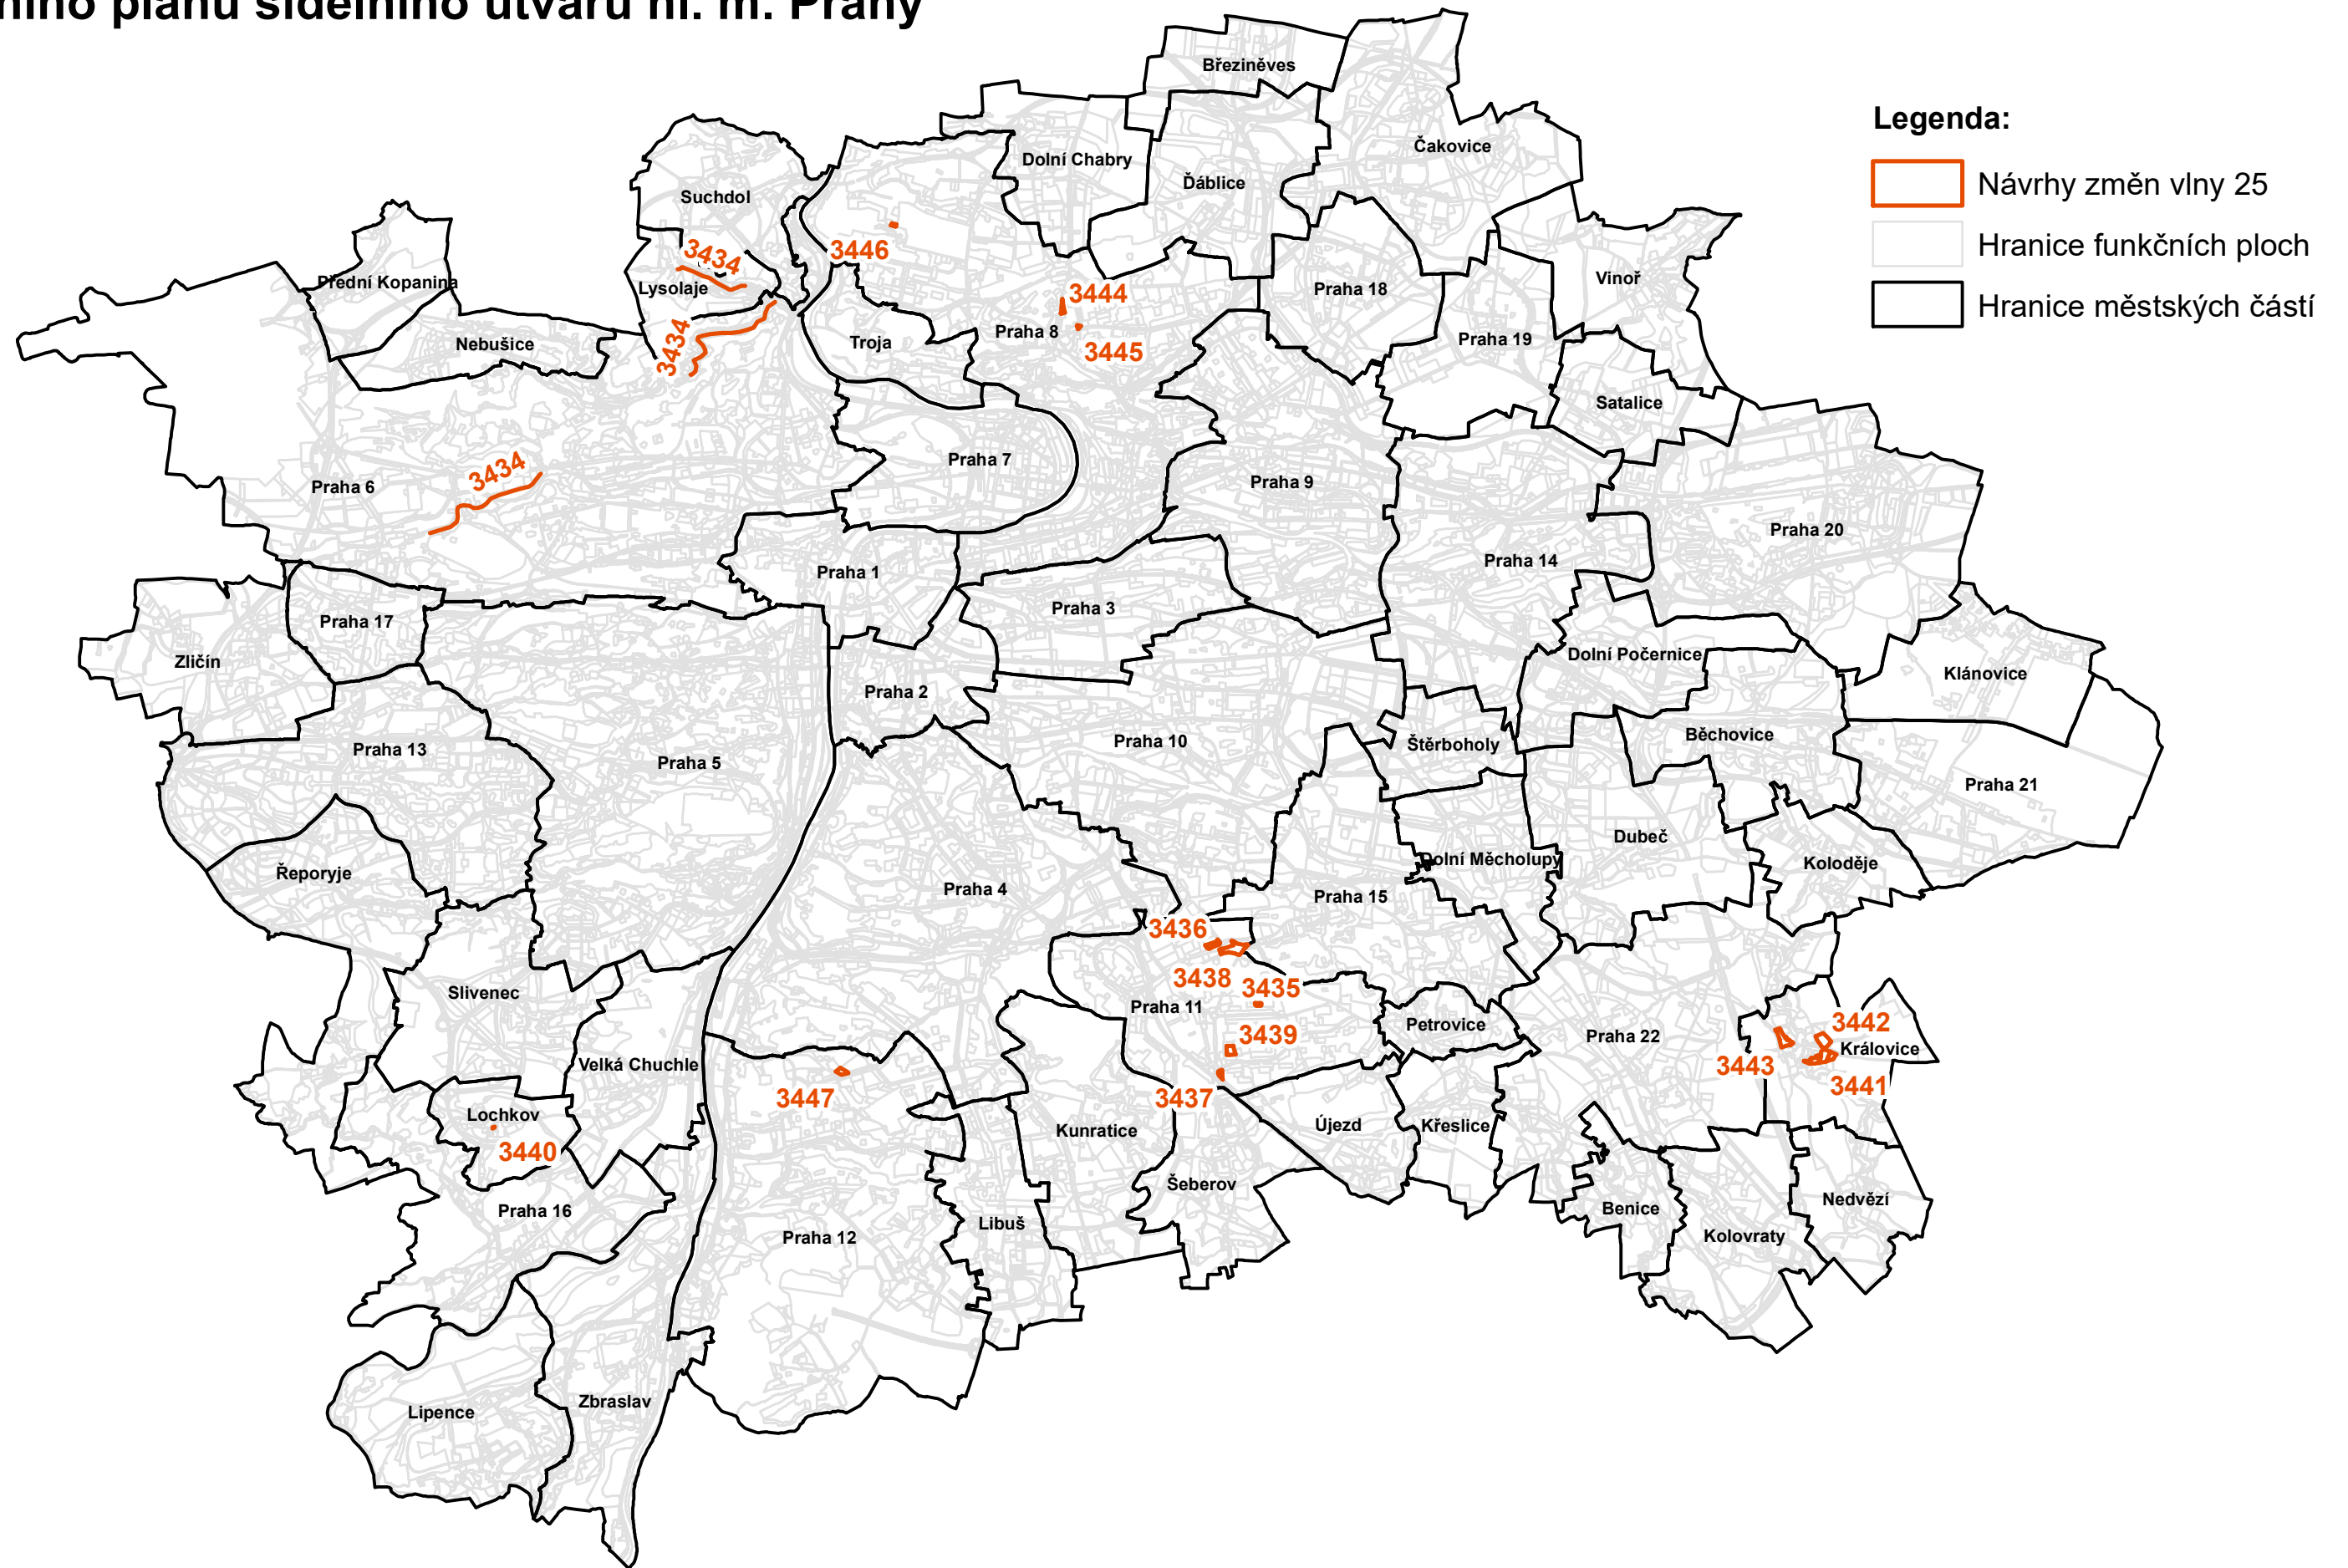 ního plánu sídelního útvaru hl. m. Prahy
Legenda:
Návrhy změn vlny 25
Hranice funkčních ploch
Hranice městských částí
Březiněves
Čakovice
Dolní Chabry
Ďáblice
Suchdol
3446
3434
Přední Kopanina
Lysolaje
Vinoř
3444
Praha 18
Praha 8
3445
Praha 19
Troja
Nebušice
3434
Satalice
Praha 7
3434
Praha 6
Praha 9
Praha 20
Praha 14
Praha 1
Praha 3
Praha 17
Zličín
Dolní Počernice
Klánovice
Praha 2
Praha 13
Praha 5
Praha 10
Štěrboholy
Běchovice
Praha 21
Dubeč
Dolní Měcholupy
Koloděje
Řeporyje
Praha 4
Praha 15
3436
3438
3435
Slivenec
Praha 11
Petrovice
3439
Praha 22
3442
Královice
3443
3441
Velká Chuchle
3447
3437
Lochkov
3440
Kunratice
Újezd
Křeslice
Šeberov
Praha 16
Libuš
Benice
Nedvězí
Praha 12
Kolovraty
Lipence
Zbraslav